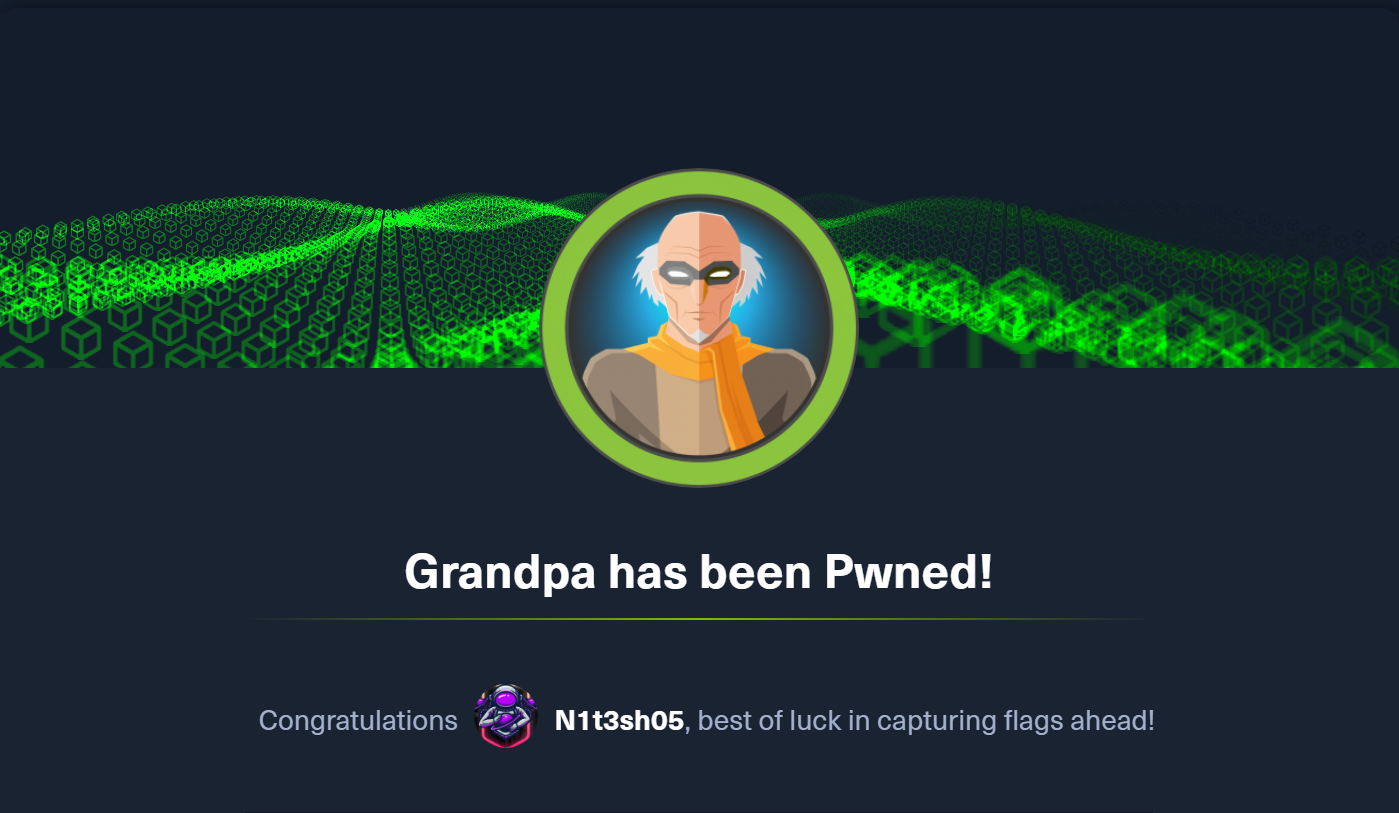 Grandpa has been Pwned!
Congratulations N1t3sh05, best of luck in capturing flags ahead!